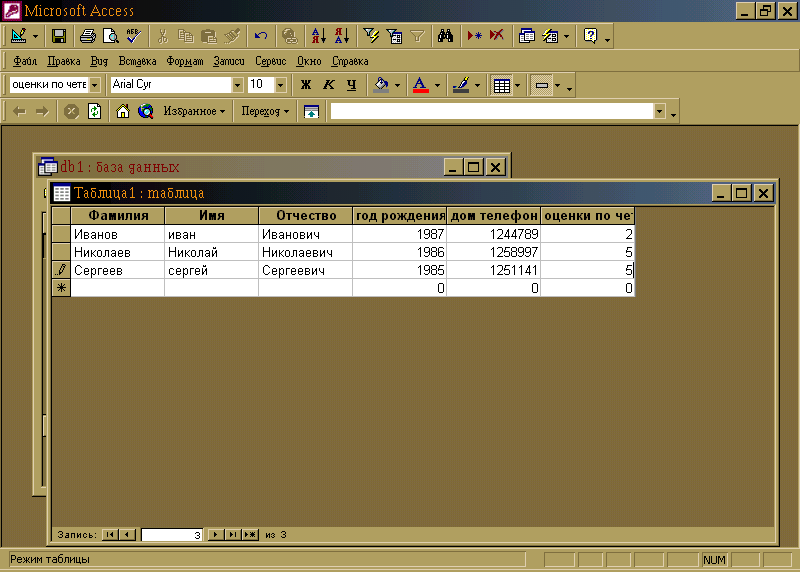 Microsoft Access
Файл Правка Вид Вставка Формат Записи Сервис Окно Справка
оценки по четв Arial Cyr 10 Ж К Ч
Избранное Переход
db1 : база данных
Таблица1 : таблица
Фамилия Имя Отчество год рождения дом телефон оценки по чет
Иванов иван Иванович 1987 1244789 2
Николаев Николай Николаевич 1986 1258997 5
Сергеев сергей Сергеевич 1985 1251141 5
0 0 0
Запись: 3 из 3
Режим таблицы NUM